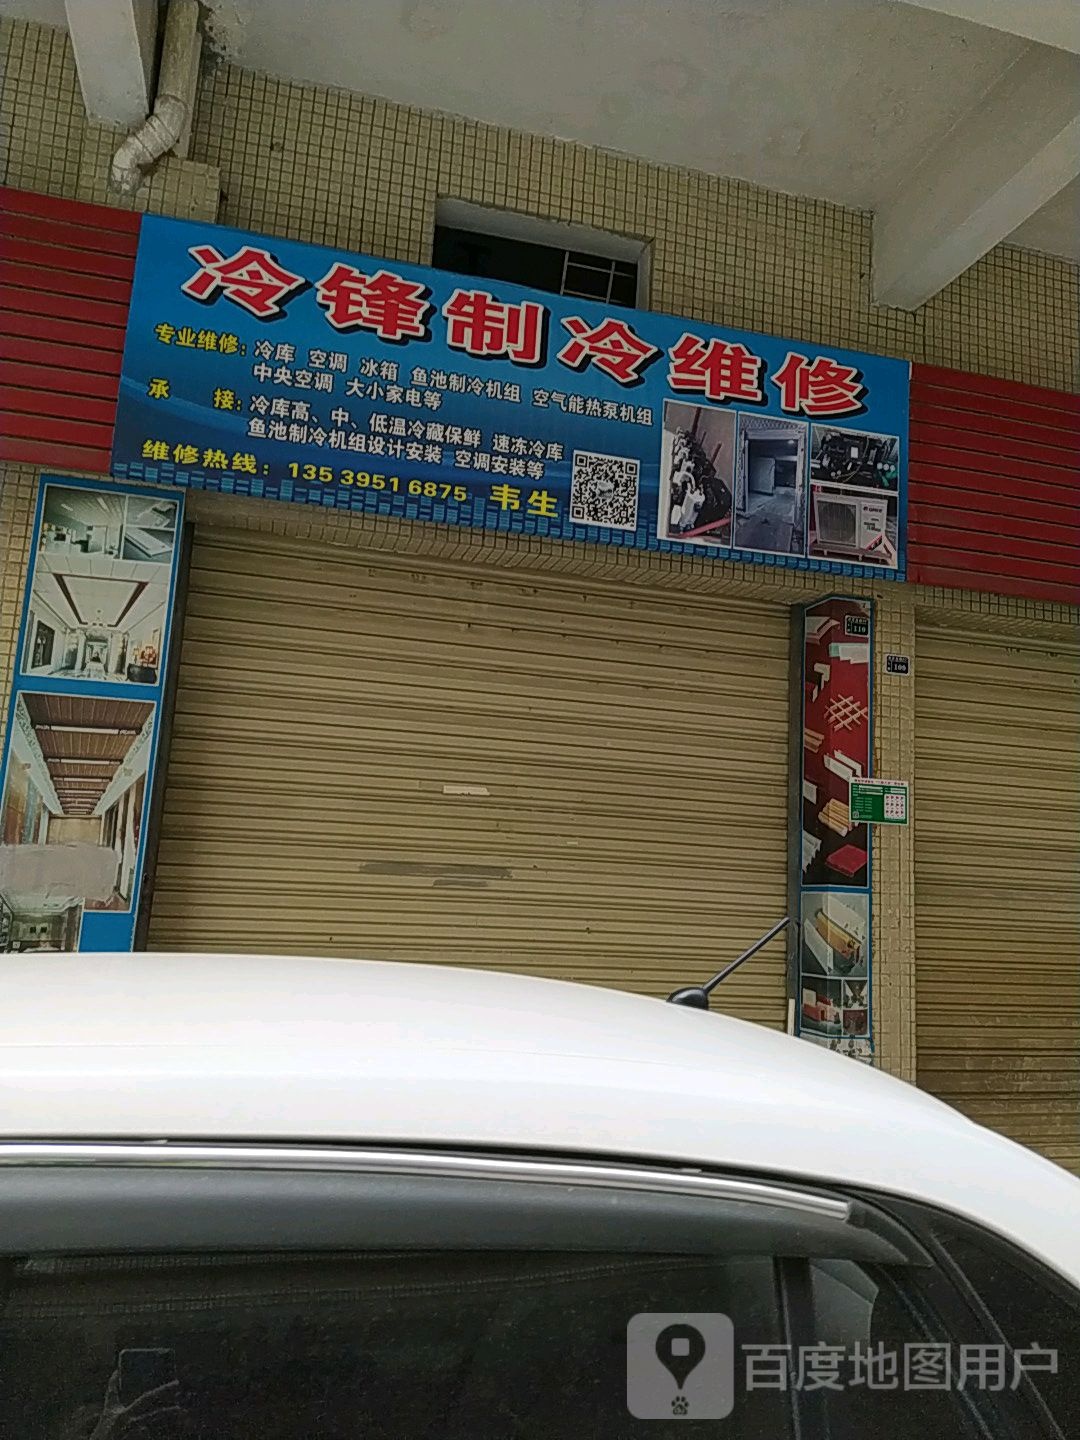 冷锋制冷维修
专业维修：冷库 空调 冰箱 鱼池制冷机组 空气能热泵机组
中央空调 大小家电等
承 接：冷库高、中、低温冷藏保鲜 速冻冷库
鱼池制冷机组设计安装 空调安装等
维修热线：135 3951 6875 韦生
110
109
百度地图用户